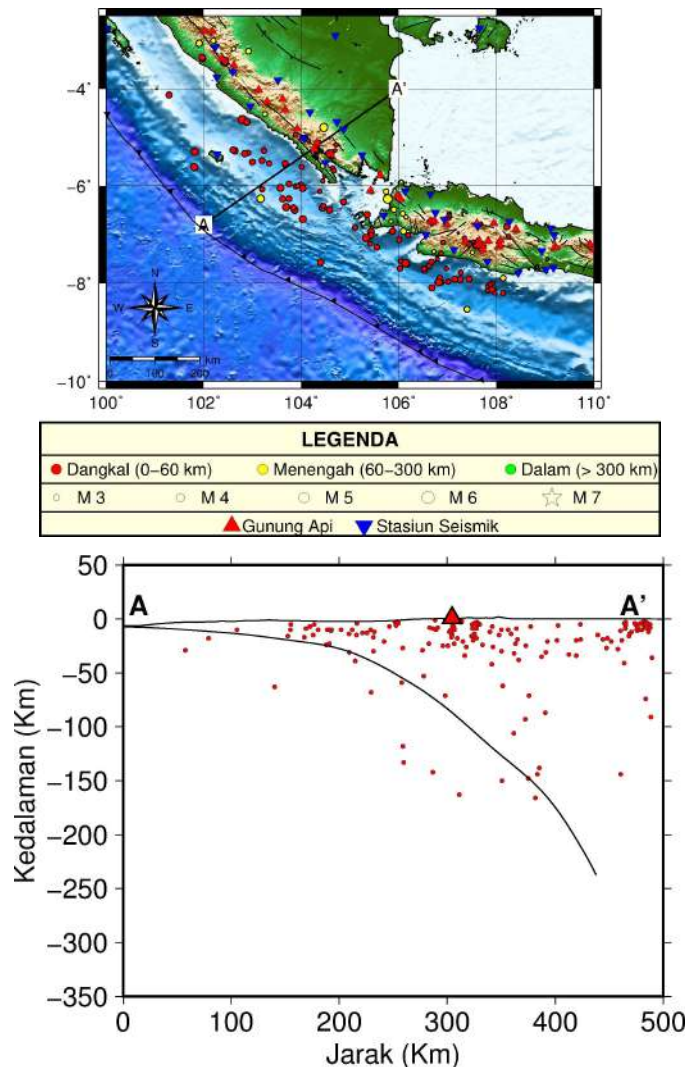 −4˚
−6˚
−8˚
−10˚
A'
A
N
W E
S
km
0 100 200
100˚ 102˚ 104˚ 106˚ 108˚ 110˚
LEGENDA
Dangkal (0−60 km) Menengah (60−300 km) Dalam (> 300 km)
M 3 M 4 M 5 M 6 M 7
Gunung Api Stasiun Seismik
A A’
Kedalaman (Km)
50
0
−50
−100
−150
−200
−250
−300
−350
0 100 200 300 400 500
Jarak (Km)